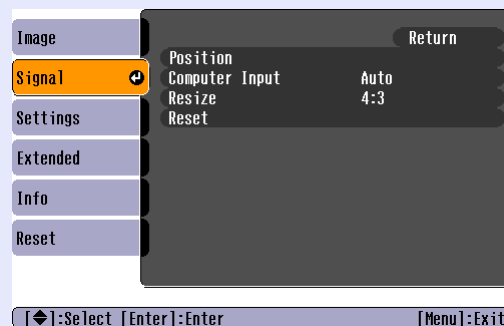 Image
Signal
Settings
Extended
Info
Reset
Return
Position
Computer Input Auto
Resize 4:3
Reset
[◆]:Select [Enter]:Enter [Menu]:Exit